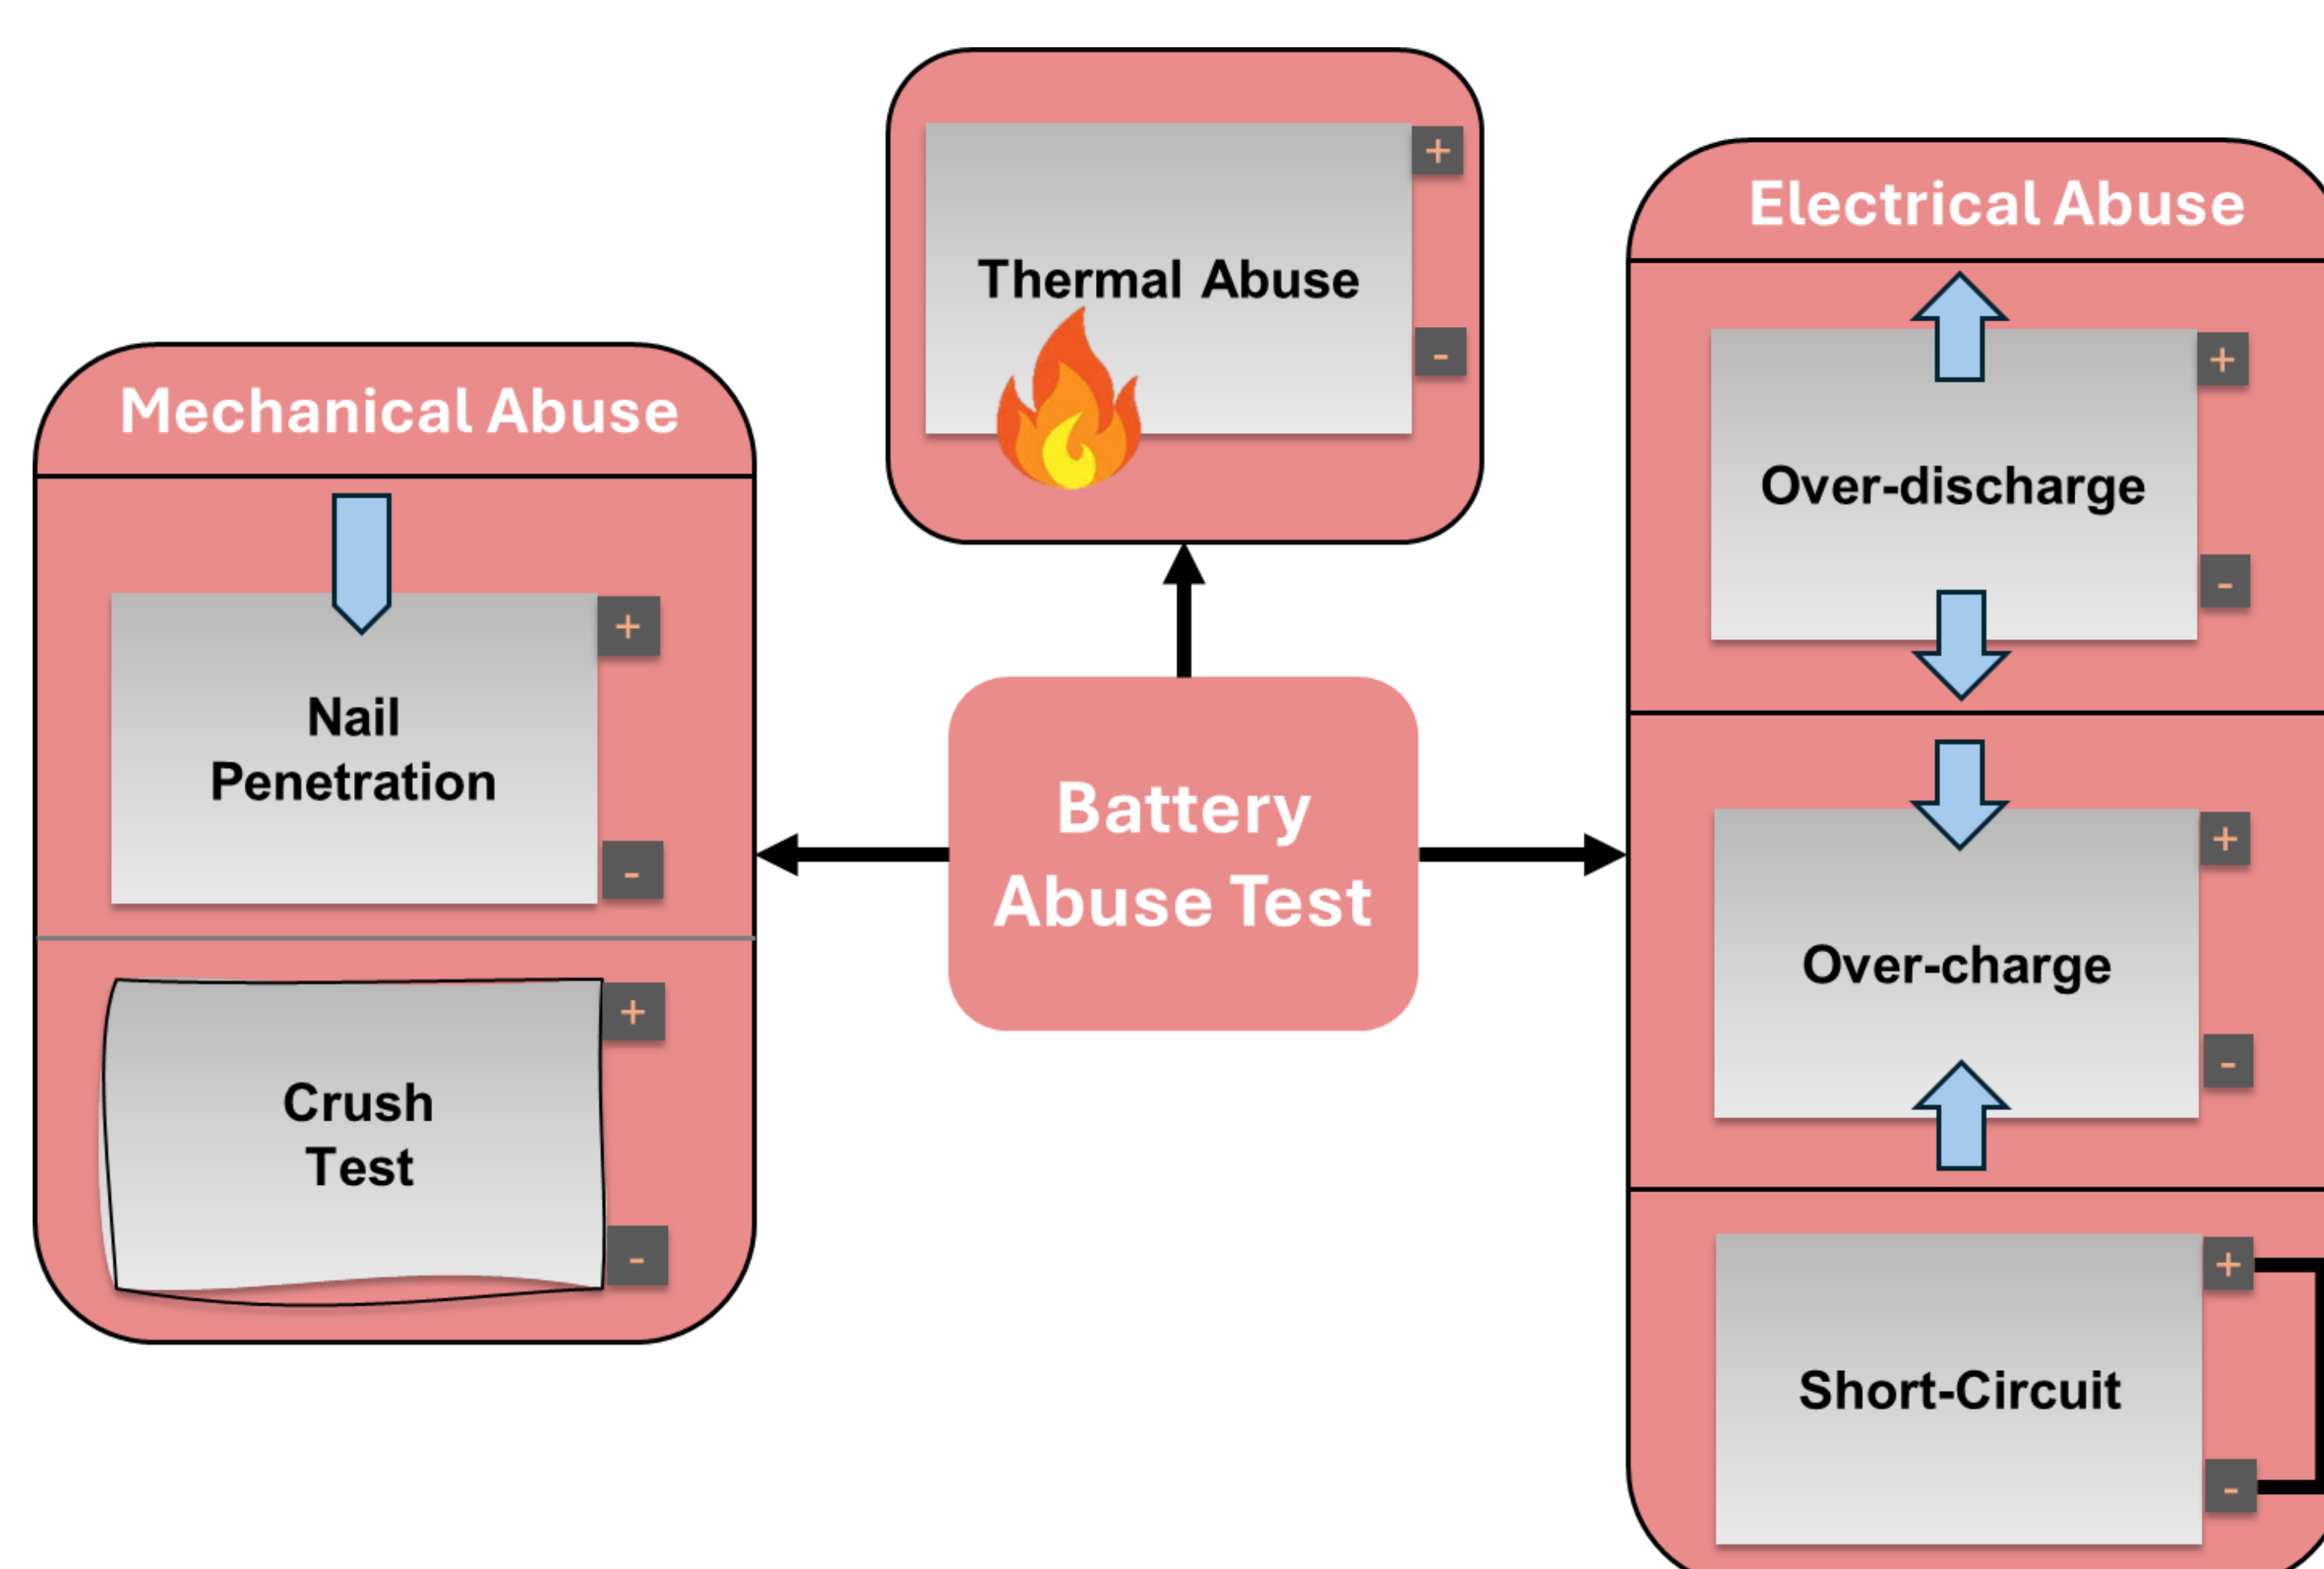 Thermal Abuse
+
-
Mechanical Abuse
Nail
Penetration
+
-
Crush
Test
+
-
Battery
Abuse Test
Electrical Abuse
Over-discharge
+
-
Over-charge
+
-
Short-Circuit
+
-